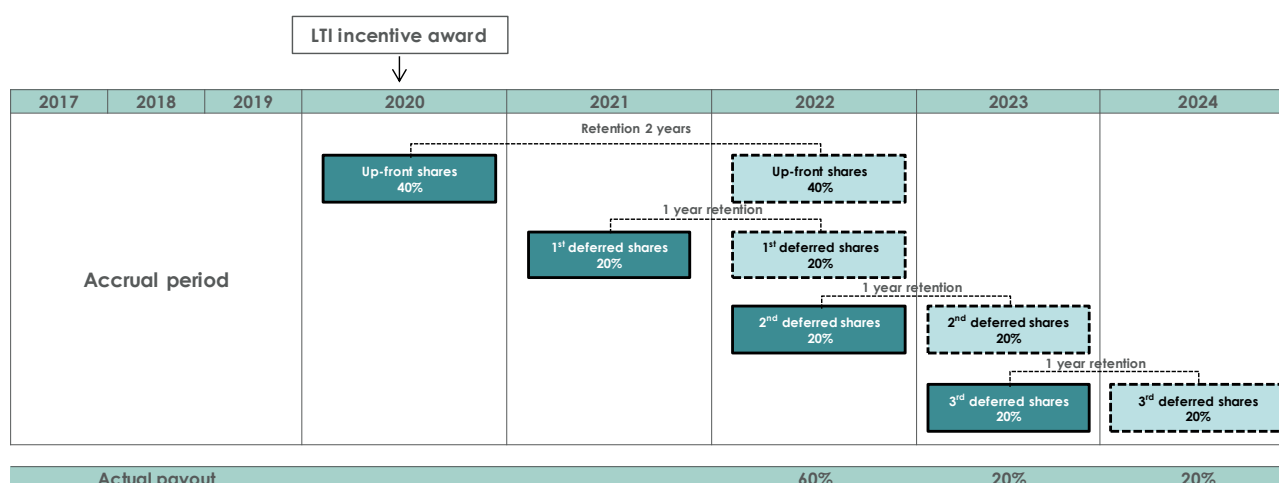 LTI incentive award
2017 2018 2019 2020 2021 2022 2023 2024
Retention 2 years
Up-front shares
40%
Up-front shares
40%
1 year retention
1st deferred shares
20%
1st deferred shares
20%
Accrual period
1 year retention
2nd deferred shares
20%
2nd deferred shares
20%
1 year retention
3rd deferred shares
20%
3rd deferred shares
20%
Actual payout 60% 20% 20%